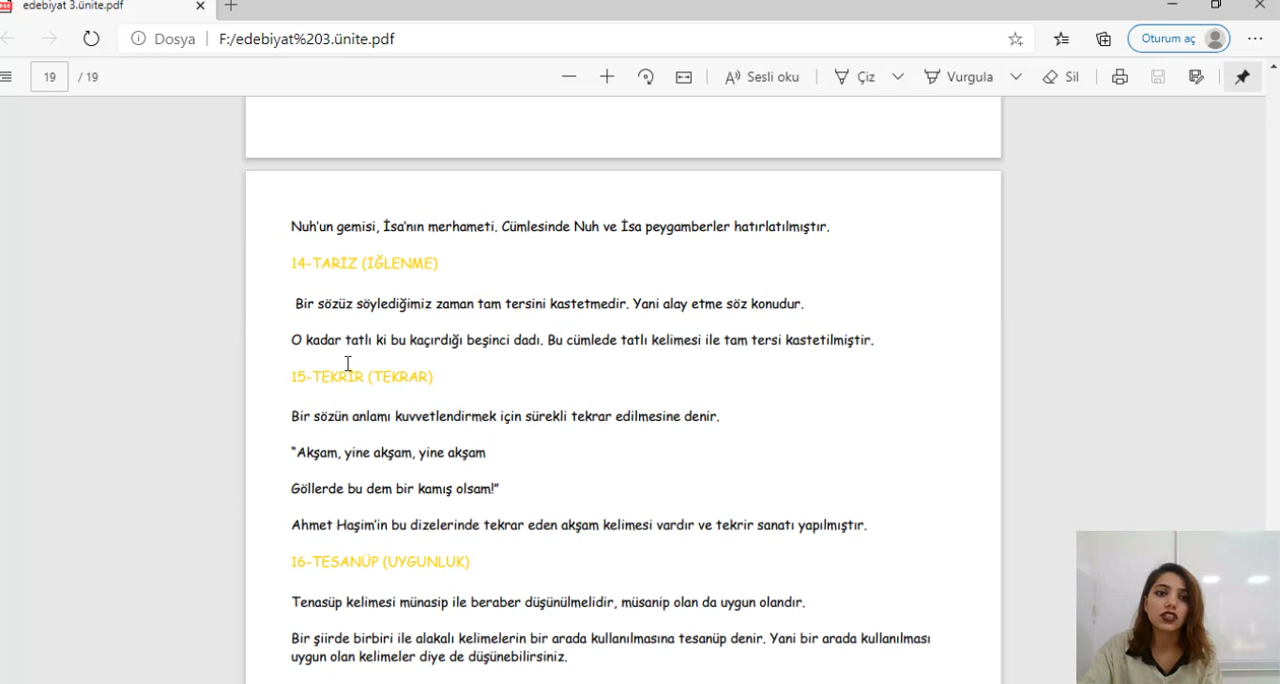 edebiyat 3.ünite.pdf
Dosya F:/edebiyat%203.ünite.pdf Oturum aç
19 / 19 Sesli oku Çiz Vurgula Sil
Nuh'un gemisi, İsa'nın merhameti. Cümlesinde Nuh ve İsa peygamberler hatırlatılmıştır.
14-TARİZ (İĞLENME)
Bir sözüz söylediğimiz zaman tam tersini kastetmedir. Yani alay etme söz konudur.
O kadar tatlı ki bu kaçırdığı beşinci dadı. Bu cümlede tatlı kelimesi ile tam tersi kastetilmiştir.
15-TEKRİR (TEKRAR)
Bir sözün anlamı kuvvetlendirmek için sürekli tekrar edilmesine denir.
"Akşam, yine akşam, yine akşam
Göllerde bu dem bir kamış olsam!"
Ahmet Haşim'in bu dizelerinde tekrar eden akşam kelimesi vardır ve tekrir sanatı yapılmıştır.
16-TESANÜP (UYGUNLUK)
Tenasüp kelimesi münasip ile beraber düşünülmelidir, müsanip olan da uygun olandır.
Bir şiirde birbiri ile alakalı kelimelerin bir arada kullanılmasına tesanüp denir. Yani bir arada kullanılması
uygun olan kelimeler diye de düşünebilirsiniz.